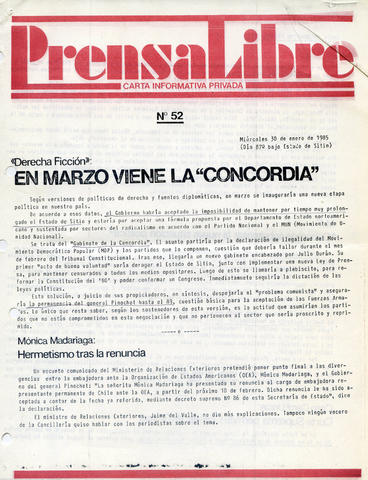 Prensa Libre
CARTA INFORMATIVA PRIVADA
Nº 52
Miércoles 30 de enero de 1985
(Día 87º bajo Estado de Sitio)
«Derecha Ficción»:
EN MARZO VIENE LA "CONCORDIA"
Según versiones de políticos de derecha y fuentes diplomáticas, en marzo se inauguraría una nueva etapa
política en nuestro país.
De acuerdo a esos datos, el Gobierno habría aceptado la imposibilidad de mantener por tiempo muy prolon-
gado el Estado de Sitio y estaría por aceptar una fórmula propuesta por el Departamento de Estado norteameri-
cano y sustentada por sectores del radicalismo en acuerdo con el Partido Nacional y el MUN (Movimiento de U-
nidad Nacional).
Se trata del "Gabinete de la Concordia". El asunto partiría por la declaración de ilegalidad del Movi-
miento Democrático Popular (MDP) y los partidos que la componen, cuestión que debería fallar durante el mes
de febrero del Tribunal Constitucional. Tras eso, llegaría un nuevo gabinete encabezado por Julio Durán. Su
primer "acto de buena voluntad" sería derogar el Estado de Sitio, junto con implementar una nueva Ley de Pren-
sa, para mantener censurados a todos los medios opositores. Luego de esto se llamaría a plebiscito, para re-
formar la Constitución del "80" y poder conformar un Congreso. Inmediatamente seguiría la dictación de las
leyes políticas.
Esta solución, a juicio de sus propiciadores, en síntesis, despejaría el "problema comunista" y asegura-
ría la permanencia del general Pinochet hasta el 89, cuestión básica para la aceptación de las Fuerzas Arma-
das. Lo único que resta saber, según los sostenedores de esta versión, es la actitud que asumirían los parti-
dos que no están comprometidos en esa negociación y que no pertenecen al sector que sería proscrito y repri-
mido.
Mónica Madariaga:
Hermetismo tras la renuncia
Un escueto comunicado del Ministerio de Relaciones Exteriores pretendió poner punto final a las diver-
gencias entre la embajadora ante la Organización de Estados Americanos (OEA), Mónica Madariaga, y el Gobier-
no del general Pinochet: "La señorita Mónica Madariaga ha presentado su renuncia al cargo de embajadora re-
presentante permanente de Chile ante la OEA, a partir del próximo 18 de febrero. Dicha renuncia le ha sido a-
ceptada a contar de la fecha ya referida, mediante decreto supremo Nº 86 de esta Secretaría de Estado", dice
la declaración.
El ministro de Relaciones Exteriores, Jaime del Valle, no dio más explicaciones. Tampoco ningún vocero
de la Cancillería quiso hablar con los periodistas sobre el tema.